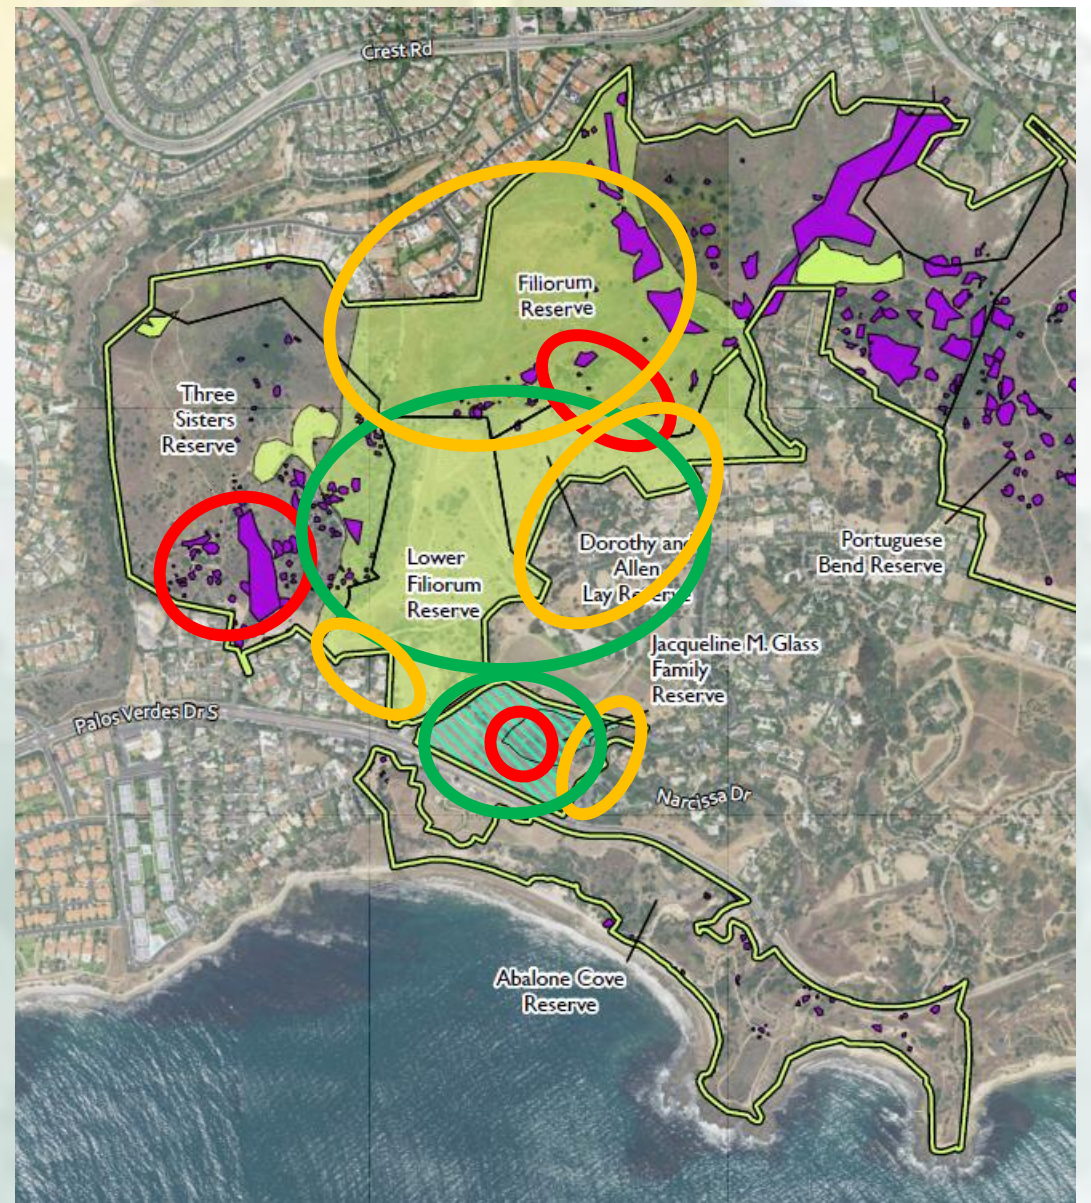 Crest Rd
Filiorum
Reserve
Three
Sisters
Reserve
Lower
Filiorum
Reserve
Dorothy and
Allen
Lay Reserve
Portuguese
Bend Reserve
Jacqueline M. Glass
Family
Reserve
Palos Verdes Dr S
Narcissa Dr
Abalone Cove
Reserve